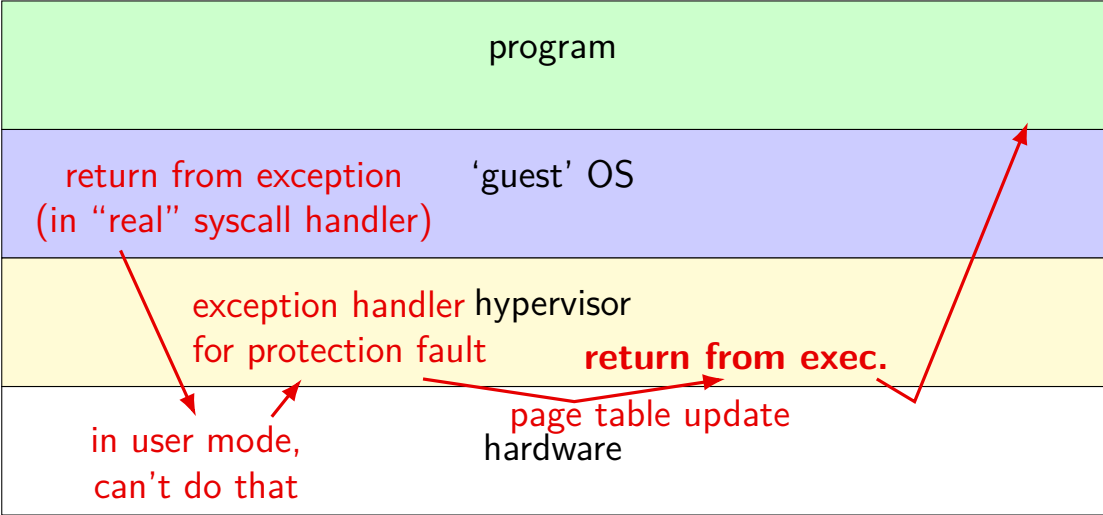 program
return from exception
(in “real” syscall handler)
‘guest’ OS
exception handler
for protection fault
hypervisor
return from exec.
page table update
in user mode,
can't do that
hardware